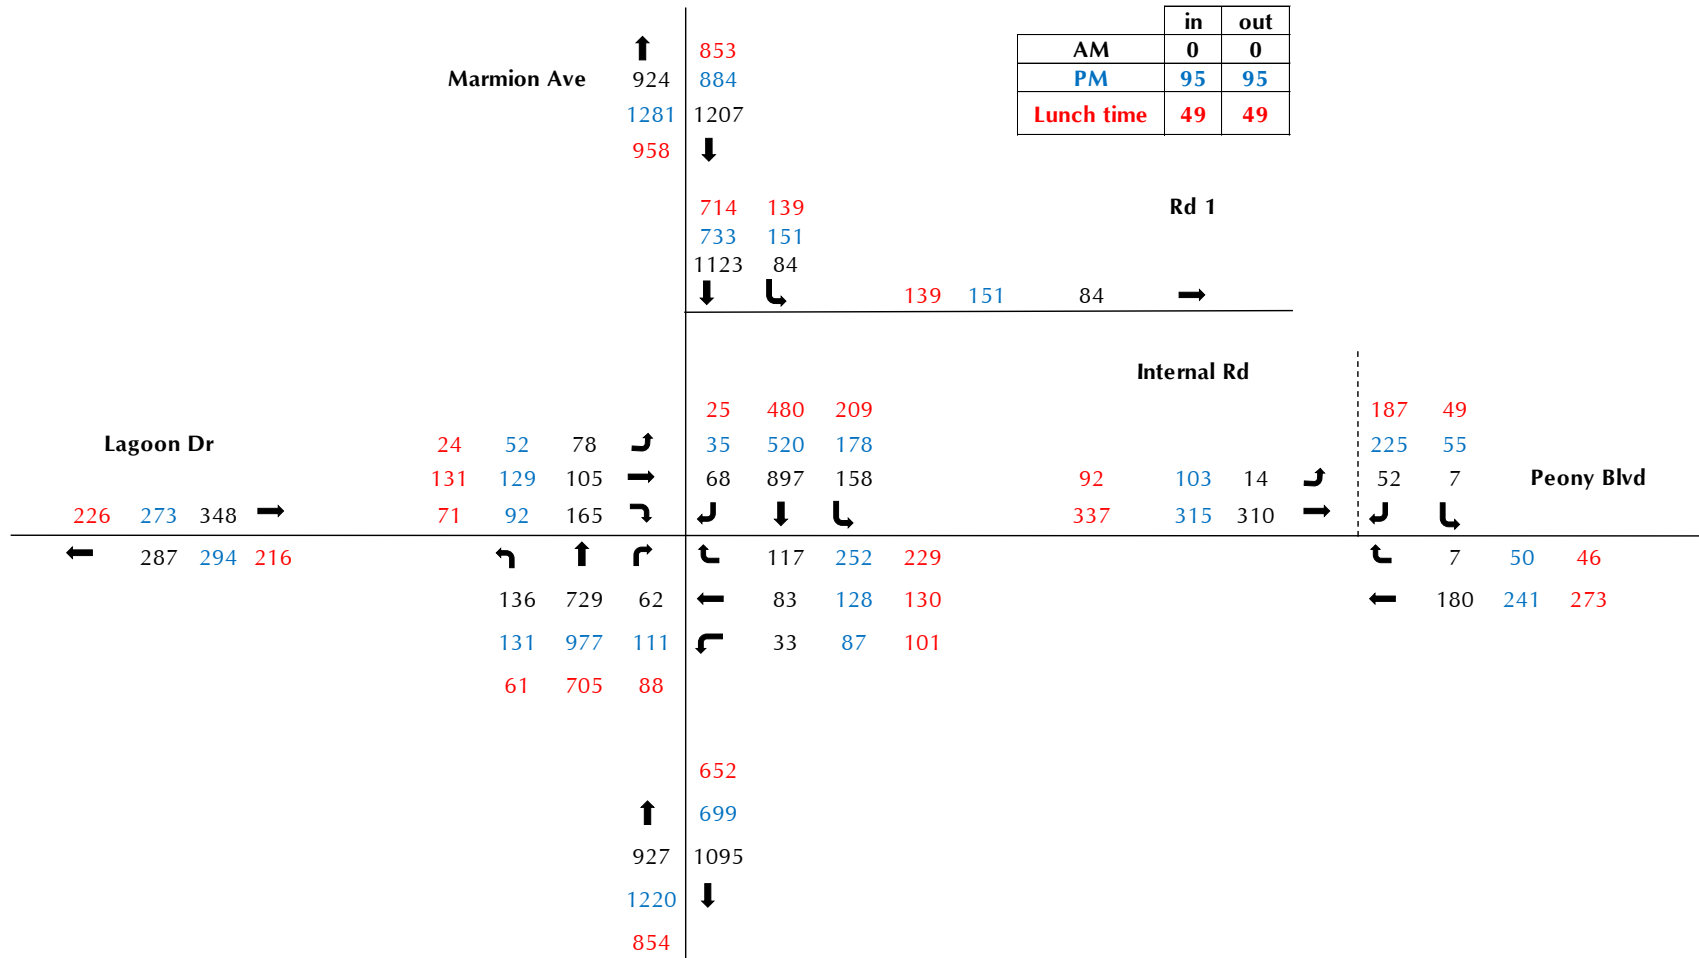 in out
853
AM 0 0
Marmion Ave 924 884
PM 95 95
1281 1207
Lunch time 49 49
958
714 139
Rd 1
733 151
1123 84
139 151 84
Internal Rd
25 480 209
187 49
Lagoon Dr 24 52 78
35 520 178
225 55
131 129 105
68 897 158
92 103 14
52 7
Peony Blvd
226 273 348
71 92 165
337 315 310
287 294 216
117 252 229
7 50 46
136 729 62
83 128 130
180 241 273
131 977 111
33 87 101
61 705 88
652
699
927 1095
1220
854